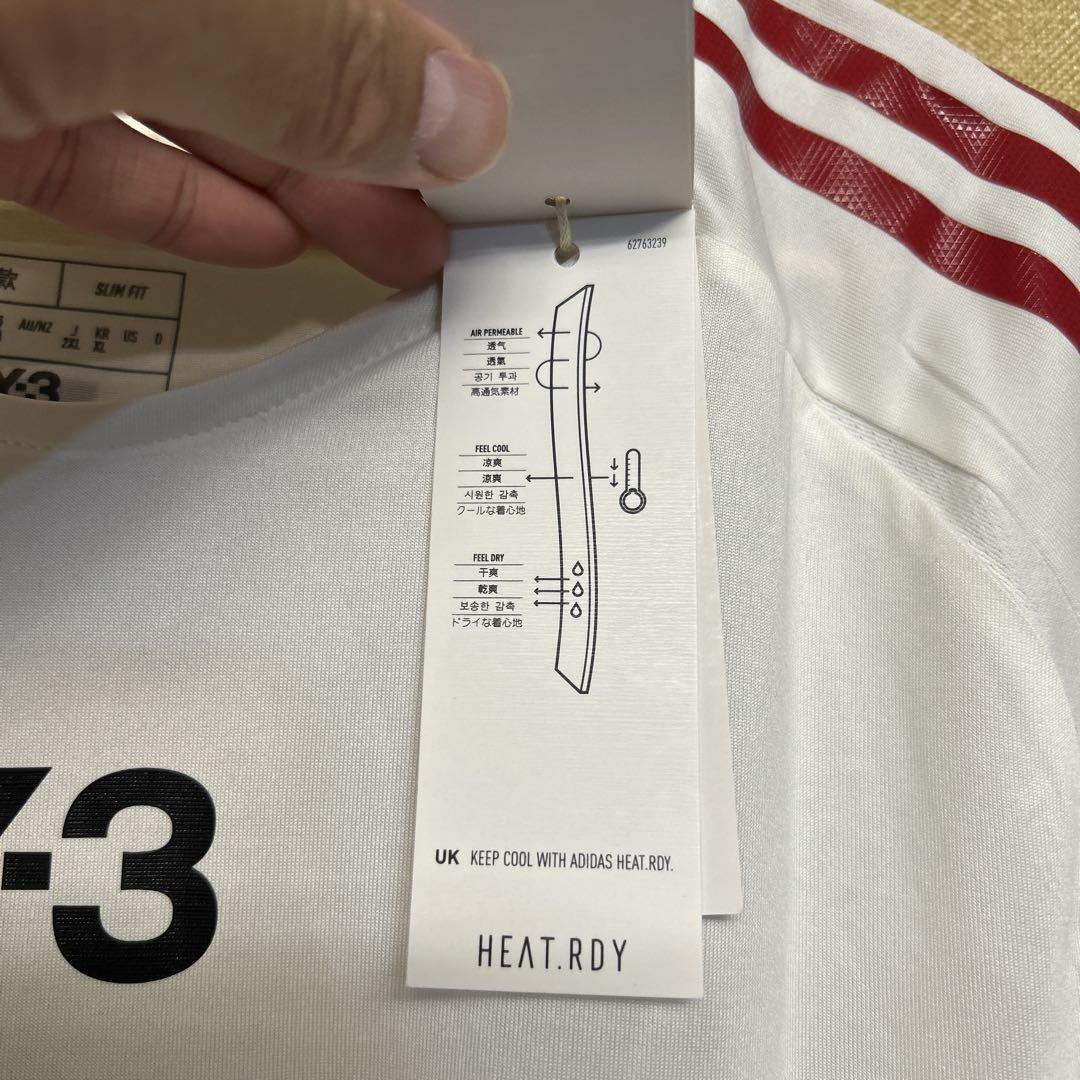 62763239
AIR PERMEABLE
透气
透氣
공기 투과
高通気素材
FEEL COOL
凉爽
涼爽
시원한 감촉
クールな着心地
FEEL DRY
干爽
乾爽
보송한 감촉
ドライな着心地
UK KEEP COOL WITH ADIDAS HEAT.RDY.
HEAT.RDY
款 SLIM FIT
AU/NZ J KR US D
2XL XL
Y-3
Y-3